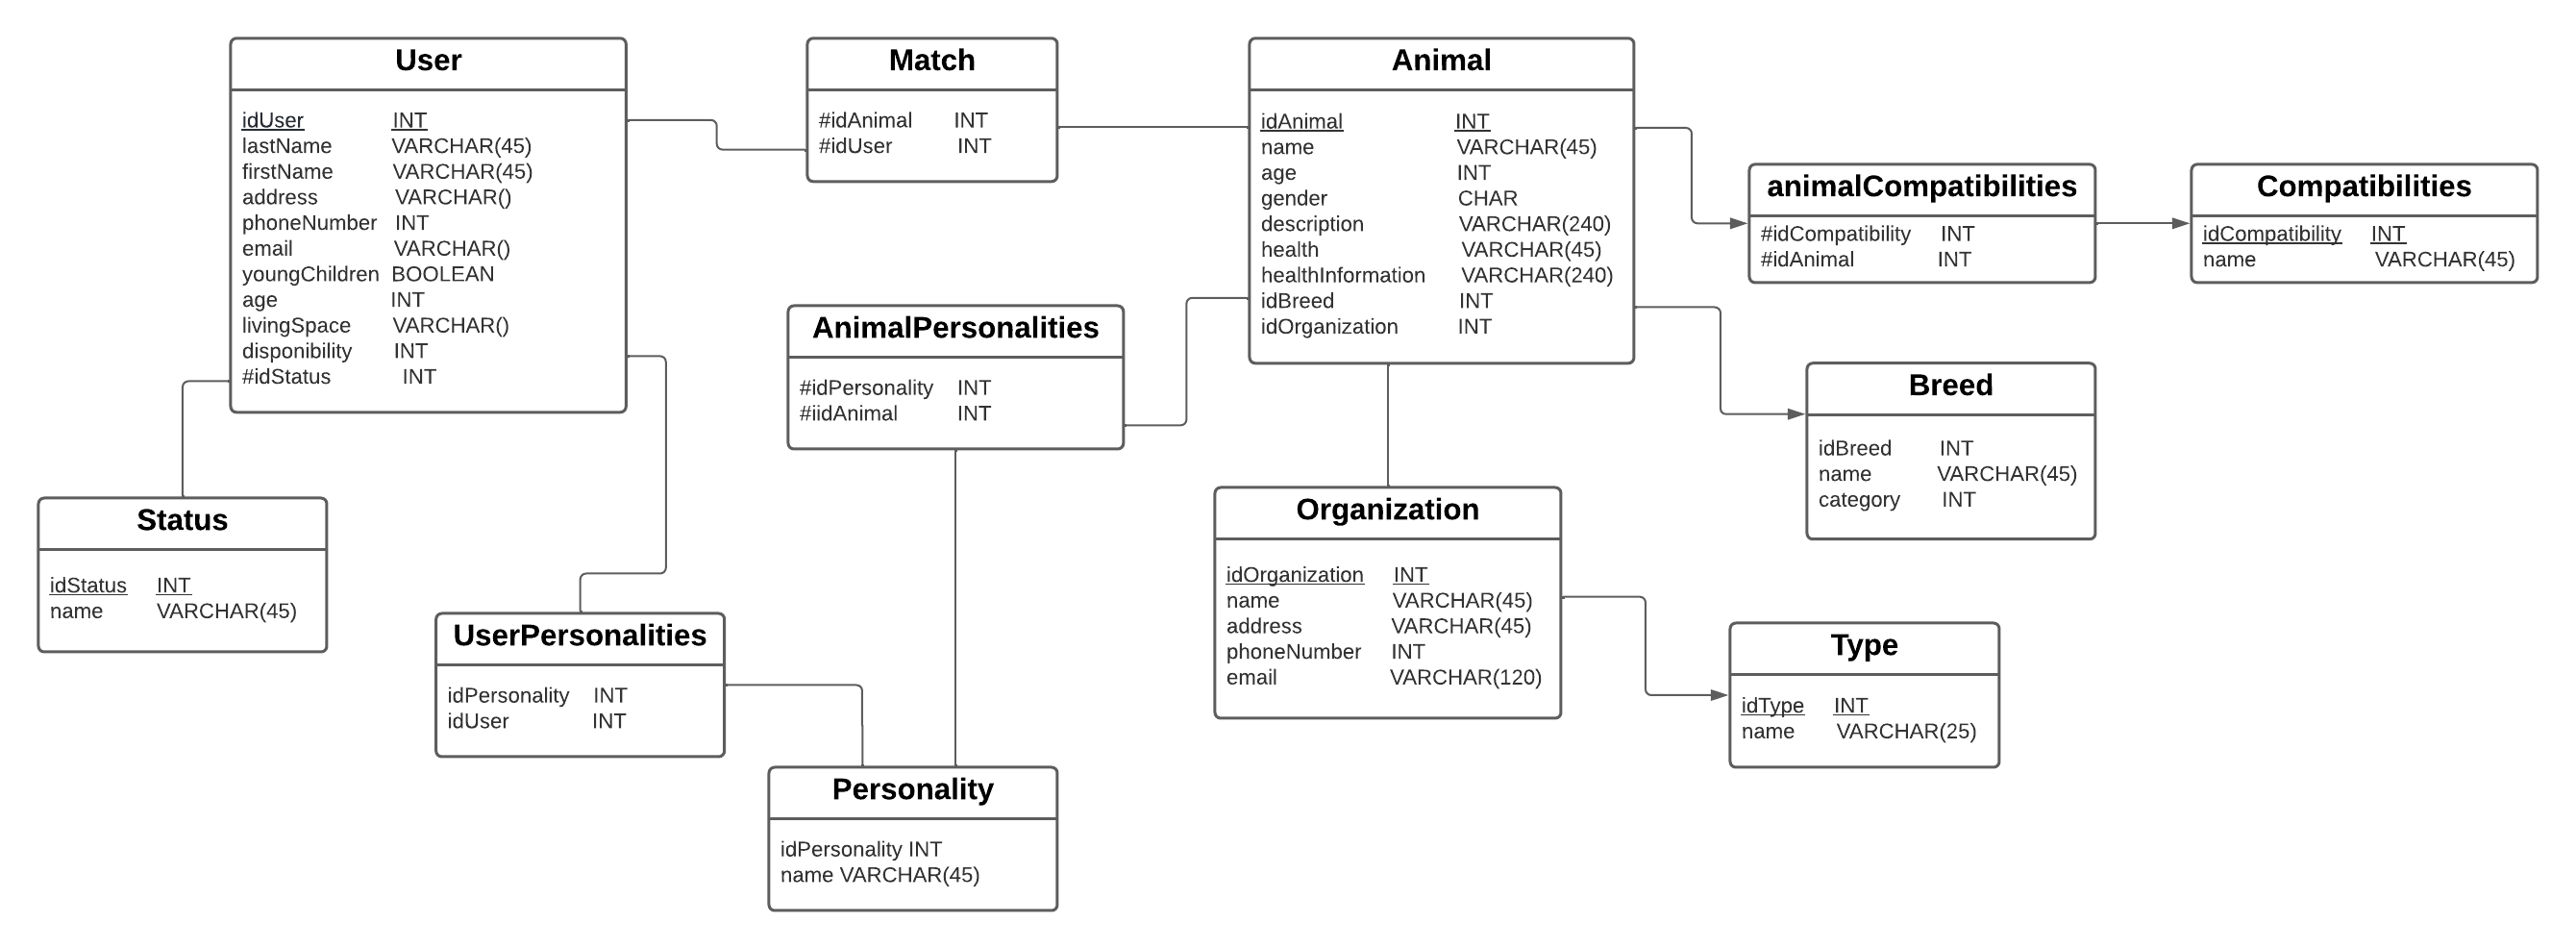 User
idUser INT
lastName VARCHAR(45)
firstName VARCHAR(45)
address VARCHAR()
phoneNumber INT
email VARCHAR()
youngChildren BOOLEAN
age INT
livingSpace VARCHAR()
disponibility INT
#idStatus INT
Match
#idAnimal INT
#idUser INT
Animal
idAnimal INT
name VARCHAR(45)
age INT
gender CHAR
description VARCHAR(240)
health VARCHAR(45)
healthInformation VARCHAR(240)
idBreed INT
idOrganization INT
animalCompatibilities
#idCompatibility INT
#idAnimal INT
Compatibilities
idCompatibility INT
name VARCHAR(45)
AnimalPersonalities
#idPersonality INT
#iidAnimal INT
Breed
idBreed INT
name VARCHAR(45)
category INT
Status
idStatus INT
name VARCHAR(45)
Organization
idOrganization INT
name VARCHAR(45)
address VARCHAR(45)
phoneNumber INT
email VARCHAR(120)
UserPersonalities
idPersonality INT
idUser INT
Type
idType INT
name VARCHAR(25)
Personality
idPersonality INT
name VARCHAR(45)